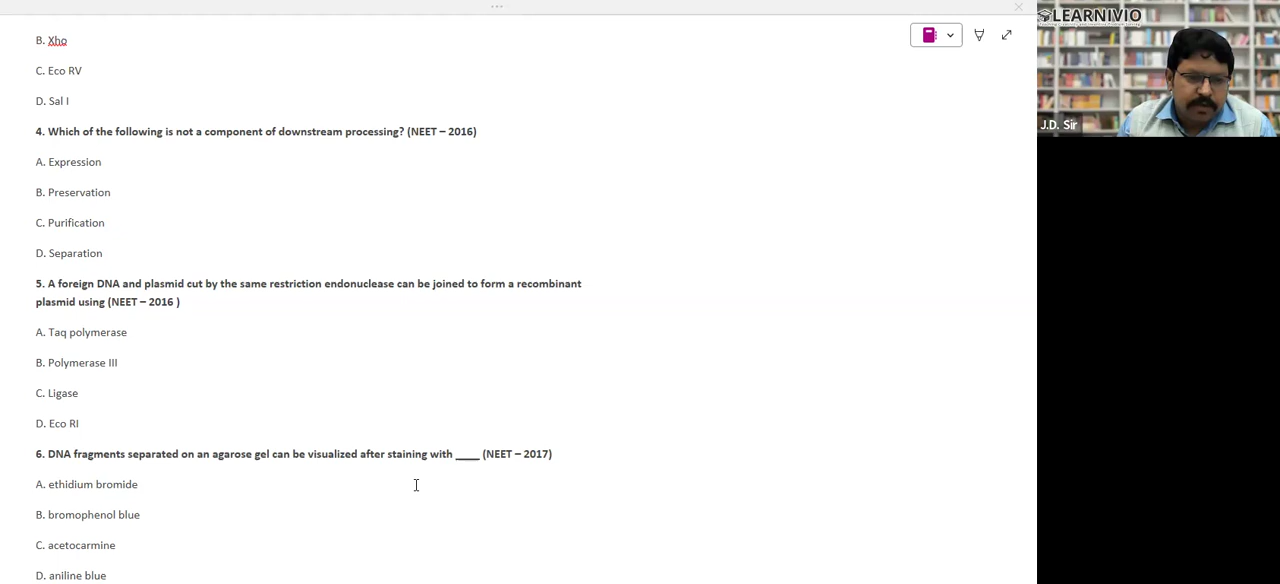 B. Xho
C. Eco RV
D. Sal I
4. Which of the following is not a component of downstream processing? (NEET – 2016)
A. Expression
B. Preservation
C. Purification
D. Separation
5. A foreign DNA and plasmid cut by the same restriction endonuclease can be joined to form a recombinant
plasmid using (NEET – 2016 )
A. Taq polymerase
B. Polymerase III
C. Ligase
D. Eco RI
6. DNA fragments separated on an agarose gel can be visualized after staining with ____ (NEET – 2017)
A. ethidium bromide
B. bromophenol blue
C. acetocarmine
D. aniline blue
LEARNIVIO
J.D. Sir